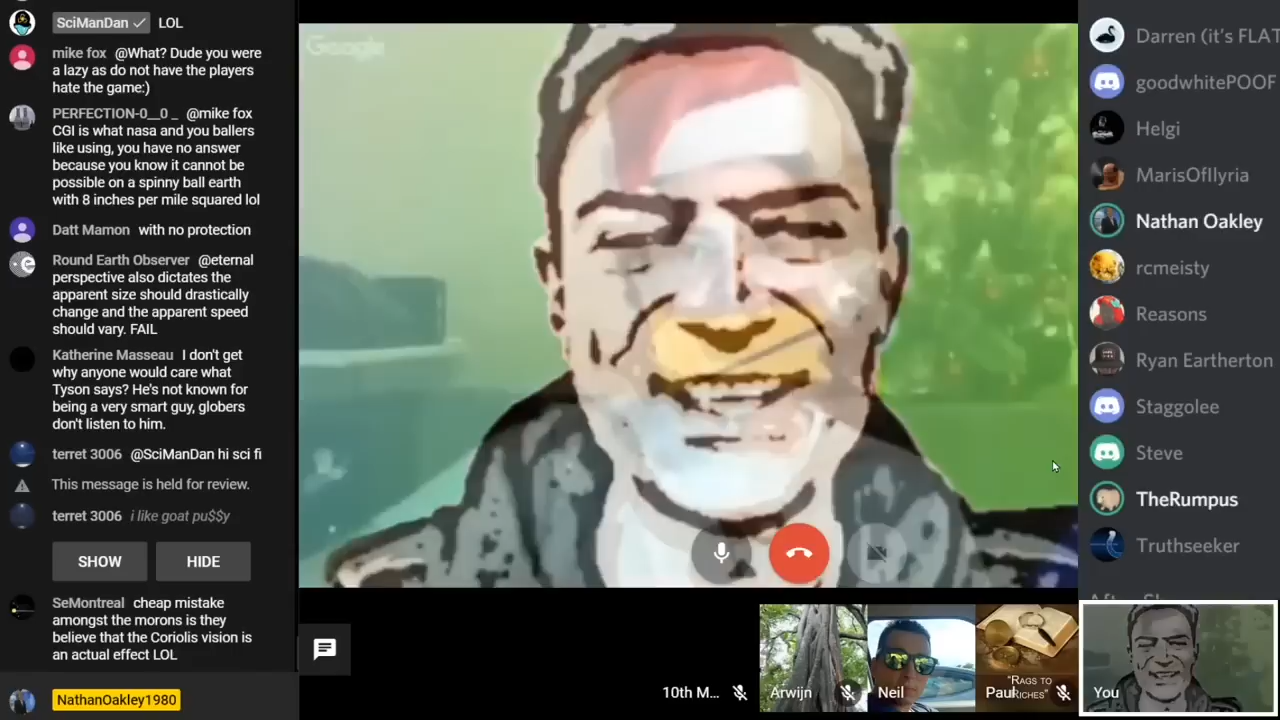 SciManDan LOL
mike fox @What? Dude you were
a lazy as do not have the players
hate the game:)
PERFECTION-0__0 _ @mike fox
CGI is what nasa and you ballers
like using, you have no answer
because you know it cannot be
possible on a spinny ball earth
with 8 inches per mile squared lol
Datt Mamon with no protection
Round Earth Observer @eternal
perspective also dictates the
apparent size should drastically
change and the apparent speed
should vary. FAIL
Katherine Masseau I don't get
why anyone would care what
Tyson says? He's not known for
being a very smart guy, globers
don't listen to him.
terret 3006 @SciManDan hi sci fi
This message is held for review.
terret 3006 i like goat pu$$y
SHOW HIDE
SeMontreal cheap mistake
amongst the morons is they
believe that the Coriolis vision is
an actual effect LOL
NathanOakley1980
Google
10th M...
Arwijn
Neil
Paul
"RAGS TO
RICHES"
You
Darren (it's FLAT
goodwhitePOOF
Helgi
MarisOfIllyria
Nathan Oakley
rcmeisty
Reasons
Ryan Eartherton
Staggolee
Steve
TheRumpus
Truthseeker